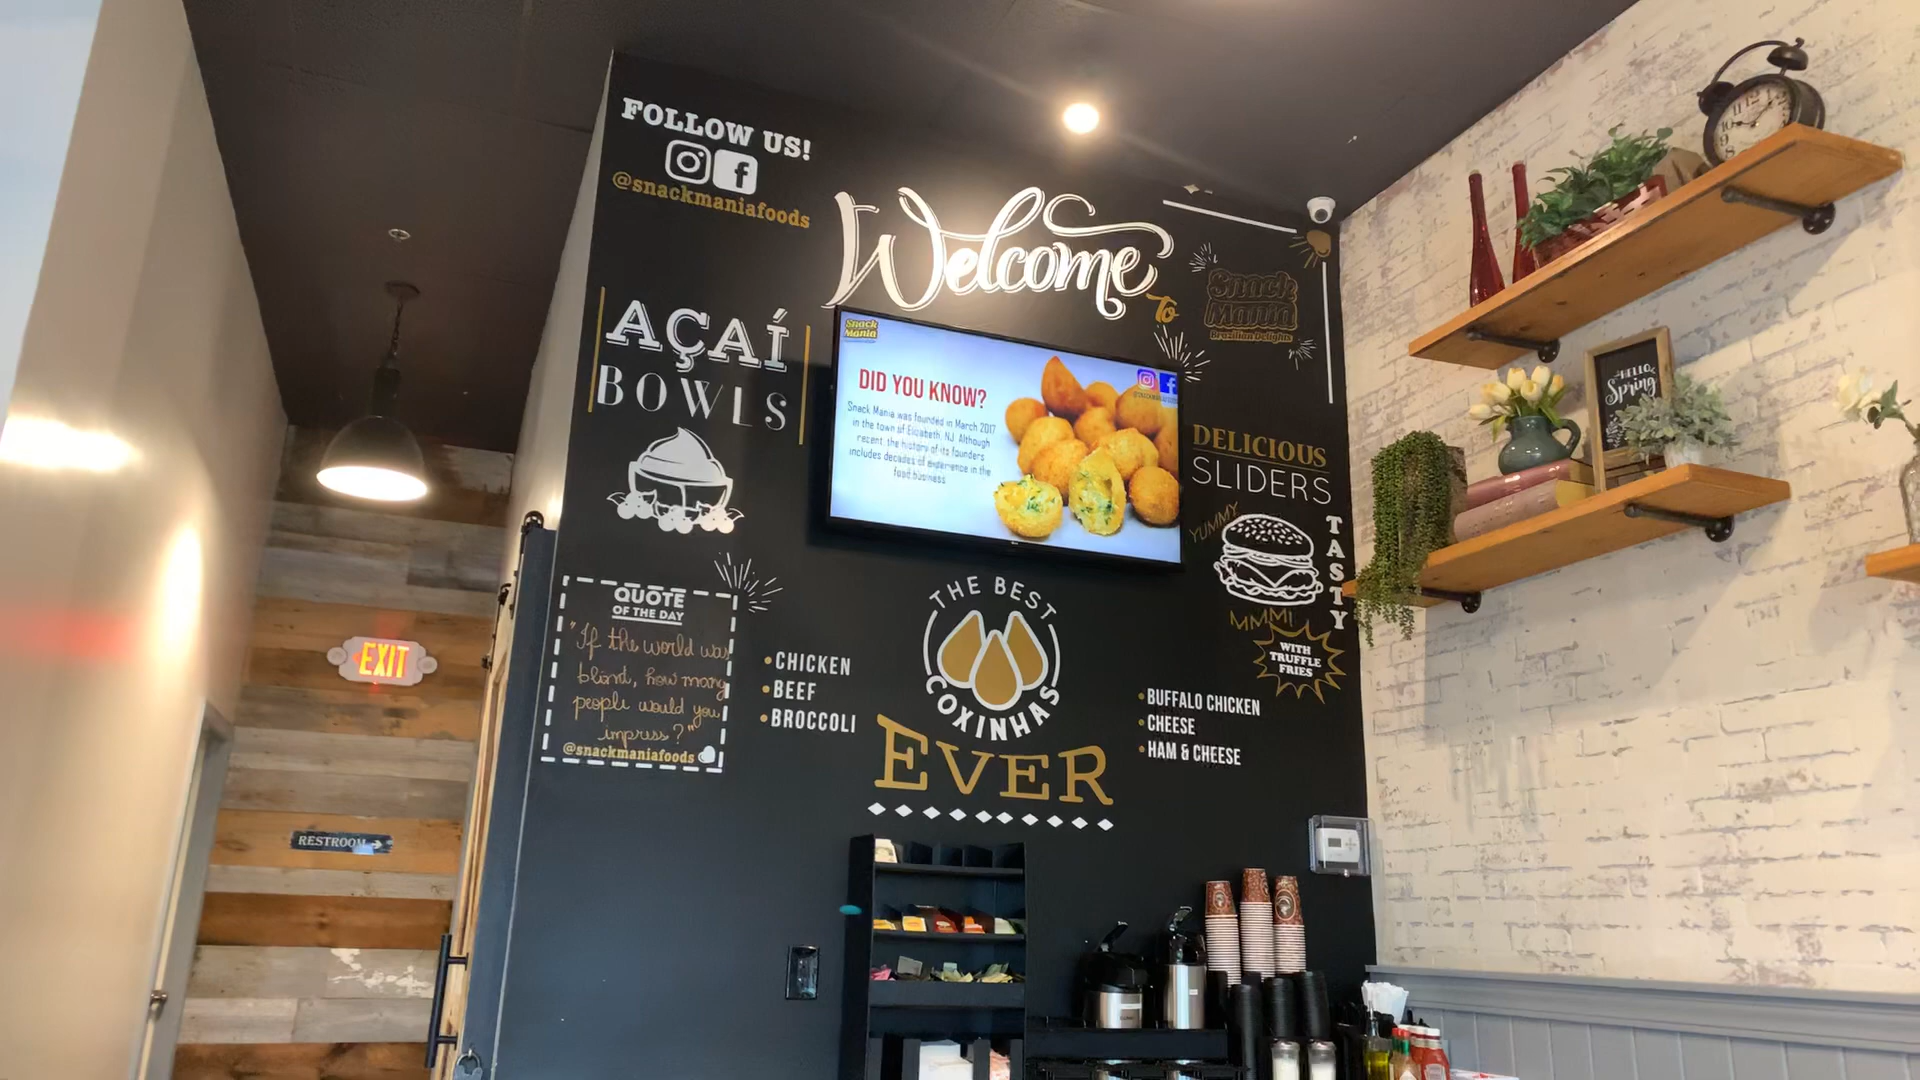 FOLLOW US!
@snackmaniafoods
Welcome
To
Snack
Mania
Brazilian Delights
AÇAÍ
BOWLS
Snack
Mania
DID YOU KNOW?
Snack Mania was founded in March 2017
in the town of Elizabeth, NJ. Although
recent the history of its founders
includes decades of experience in the
food business
DELICIOUS
SLIDERS
YUMMY
TASTY
MMM!
WITH
TRUFFLE
FRIES
QUOTE
OF THE DAY
"If the world was
blind, how many
people would you
impress?"
@snackmaniafoods
• CHICKEN
• BEEF
• BROCCOLI
THE BEST
COXINHAS
EVER
• BUFFALO CHICKEN
• CHEESE
• HAM & CHEESE
HELLO
Spring
EXIT
RESTROOM